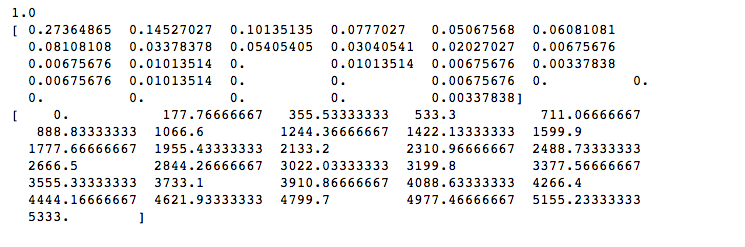 1.0
[ 0.27364865 0.14527027 0.10135135 0.0777027 0.05067568 0.06081081
0.08108108 0.03378378 0.05405405 0.03040541 0.02027027 0.00675676
0.00675676 0.01013514 0. 0.01013514 0.00675676 0.00337838
0.00675676 0.01013514 0. 0. 0.00675676 0. 0.
0. 0. 0. 0. 0.00337838]
[ 0. 177.76666667 355.53333333 533.3 711.06666667
888.83333333 1066.6 1244.36666667 1422.13333333 1599.9
1777.66666667 1955.43333333 2133.2 2310.96666667 2488.73333333
2666.5 2844.26666667 3022.03333333 3199.8 3377.56666667
3555.33333333 3733.1 3910.86666667 4088.63333333 4266.4
4444.16666667 4621.93333333 4799.7 4977.46666667 5155.23333333
5333. ]